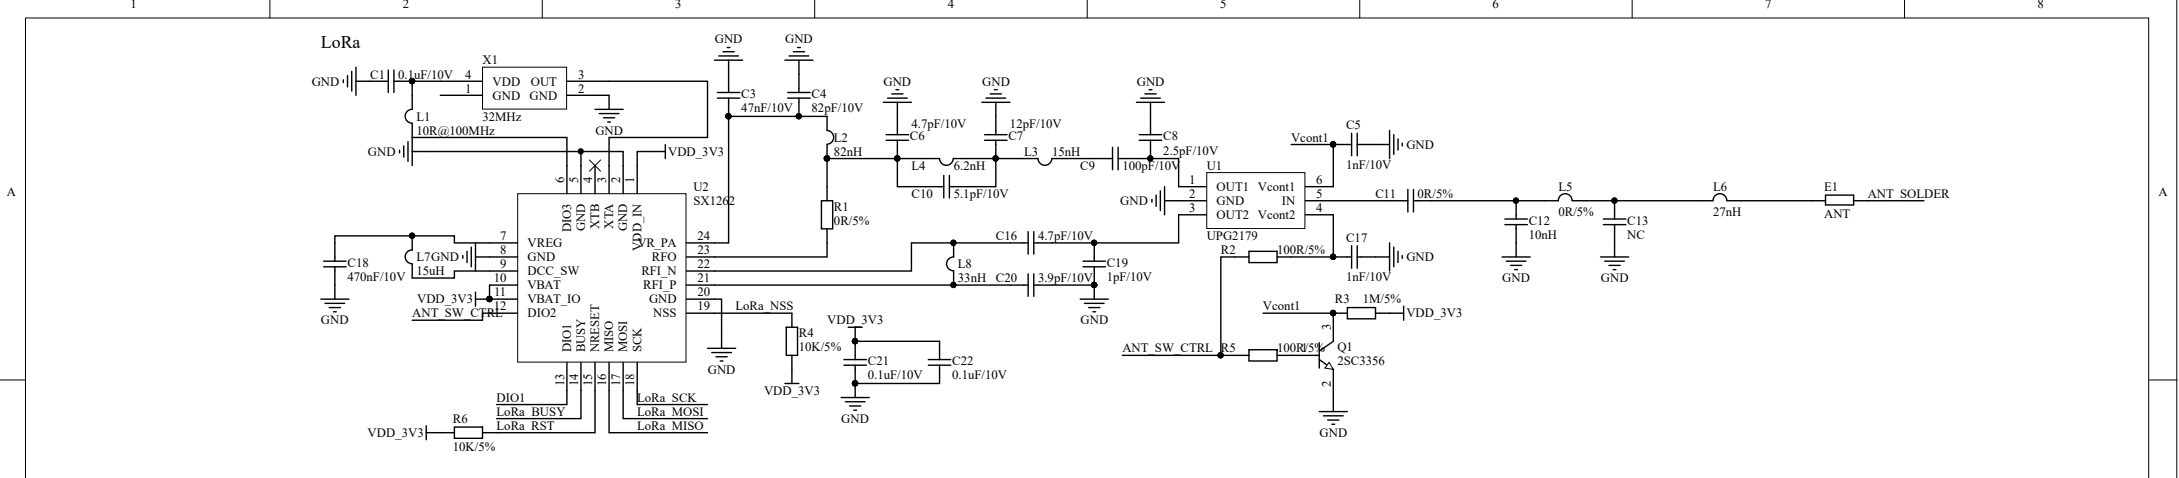 1 2 3 4 5 6 7 8
A A
LoRa
X1
GND C1 0.1uF/10V 4 VDD OUT 3
1 GND GND 2
32MHz
GND
L1
10R@100MHz
GND
VDD_3V3
6 5 4 3 2 1
DIO3 GND XTB XTA GND VDD_IN
U2
SX1262
7 VREG
8 GND
9 DCC_SW
10 VBAT
11 VBAT_IO
12 DIO2
VR_PA 24
RFO 23
RFI_N 22
RFI_P 21
GND 20
NSS 19
DIO1 BUSY NRESET MISO MOSI SCK
13 14 15 16 17 18
C18
470nF/10V
GND
L7
15uH
GND
VDD_3V3
ANT_SW_CTRL
DIO1
LoRa_BUSY
LoRa_RST
R6
10K/5%
VDD_3V3
LoRa_SCK
LoRa_MOSI
LoRa_MISO
GND
C3
47nF/10V
GND
C4
82pF/10V
L2
82nH
R1
0R/5%
GND
4.7pF/10V
C6
GND
12pF/10V
C7
L4 6.2nH
C10 5.1pF/10V
L3 15nH
C9 100pF/10V
GND
C8
2.5pF/10V
C16 4.7pF/10V
L8
33nH
C20 3.9pF/10V
C19
1pF/10V
GND
LoRa_NSS
R4
10K/5%
VDD_3V3
GND
VDD_3V3
C21
0.1uF/10V
C22
0.1uF/10V
GND
U1
1 OUT1 Vcont1 6
GND 2 GND IN 5
3 OUT2 Vcont2 4
UPG2179
Vcont1
C5
1nF/10V
GND
C11 0R/5%
R2 100R/5%
C17
1nF/10V
GND
Vcont1
R3 1M/5%
VDD_3V3
ANT_SW_CTRL R5 100R/5%
1
3
Q1
2SC3356
2
GND
C12
10nH
GND
L5
0R/5%
C13
NC
GND
L6
27nH
E1
ANT
ANT_SOLDER